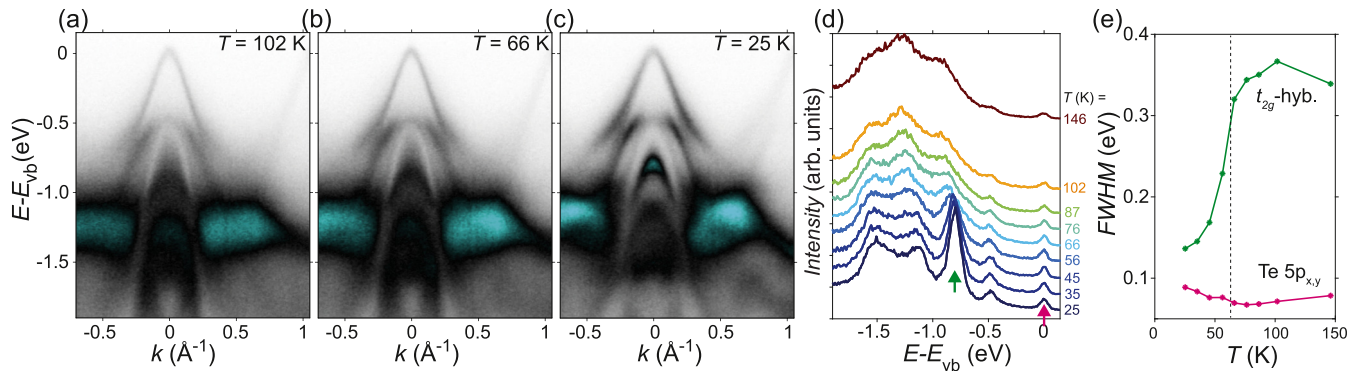 (a)
T = 102 K
0
-0.5
-1.0
-1.5
E-E_vb (eV)
-0.5
0
0.5
1
k (Å⁻¹)
(b)
T = 66 K
-0.5
0
0.5
1
k (Å⁻¹)
(c)
T = 25 K
-0.5
0
0.5
1
k (Å⁻¹)
(d)
Intensity (arb. units)
T (K) =
146
102
87
76
66
56
45
35
25
-1.5
-1.0
-0.5
0
E-E_vb (eV)
(e)
FWHM (eV)
0.4
0.3
0.2
0.1
t_2g-hyb.
Te 5p_x,y
0
50
100
150
T (K)